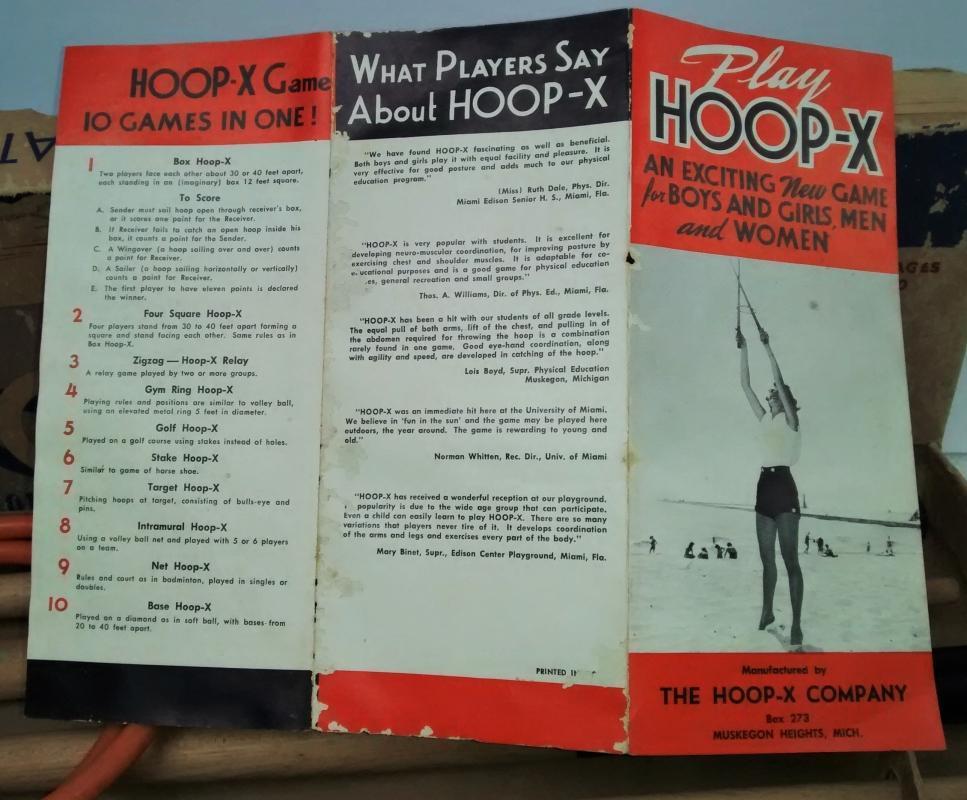 HOOP-X Game
10 GAMES IN ONE!
1
Box Hoop-X
Two players face each other about 30 or 40 feet apart,
each standing in an (imaginary) box 12 feet square.
To Score
A. Sender must sail hoop open through receiver's box,
or it scores one point for the Receiver.
B. If Receiver fails to catch an open hoop inside his
box, it counts a point for the Sender.
C. A Wingover (a hoop sailing over and over) counts
a point for Receiver.
D. A Sailer (a hoop sailing horizontally or vertically)
counts a point for Receiver.
E. The first player to have eleven points is declared
the winner.
2
Four Square Hoop-X
Four players stand from 30 to 40 feet apart forming a
square and stand facing each other. Same rules as in
Box Hoop-X.
3
Zigzag — Hoop-X Relay
A relay game played by two or more groups.
4
Gym Ring Hoop-X
Playing rules and positions are similar to volley ball,
using an elevated metal ring 5 feet in diameter.
5
Golf Hoop-X
Played on a golf course using stakes instead of holes.
6
Stake Hoop-X
Similar to game of horse shoe.
7
Target Hoop-X
Pitching hoops at target, consisting of bulls-eye and
pins.
8
Intramural Hoop-X
Using a volley ball net and played with 5 or 6 players
on a team.
9
Net Hoop-X
Rules and court as in badminton, played in singles or
doubles.
10
Base Hoop-X
Played on a diamond as in soft ball, with bases from
20 to 40 feet apart.
WHAT PLAYERS SAY
About HOOP-X
"We have found HOOP-X fascinating as well as beneficial.
Both boys and girls play it with equal facility and pleasure. It is
very effective for good posture and adds much to our physical
education program."
(Miss) Ruth Dale, Phys. Dir.
Miami Edison Senior H. S., Miami, Fla.
"HOOP-X is very popular with students. It is excellent for
developing neuro-muscular coordination, for improving posture by
exercising chest and shoulder muscles. It is adaptable for co-
educational purposes and is a good game for physical education
es, general recreation and small groups."
Thos. A. Williams, Dir. of Phys. Ed., Miami, Fla.
"HOOP-X has been a hit with our students of all grade levels.
The equal pull of both arms, lift of the chest, and pulling in of
the abdomen required for throwing the hoop is a combination
rarely found in one game. Good eye-hand coordination, along
with agility and speed, are developed in catching of the hoop."
Lois Boyd, Supr. Physical Education
Muskegon, Michigan
"HOOP-X was an immediate hit here at the University of Miami.
We believe in 'fun in the sun' and the game may be played here
outdoors, the year around. The game is rewarding to young and
old."
Norman Whitten, Rec. Dir., Univ. of Miami
"HOOP-X has received a wonderful reception at our playground.
popularity is due to the wide age group that can participate.
Even a child can easily learn to play HOOP-X. There are so many
variations that players never tire of it. It develops coordination
of the arms and legs and exercises every part of the body."
Mary Binet, Supr., Edison Center Playground, Miami, Fla.
PRINTED
Play
HOOP-X
AN EXCITING New GAME
for BOYS AND GIRLS, MEN
and WOMEN
Manufactured by
THE HOOP-X COMPANY
Box 273
MUSKEGON HEIGHTS, MICH.